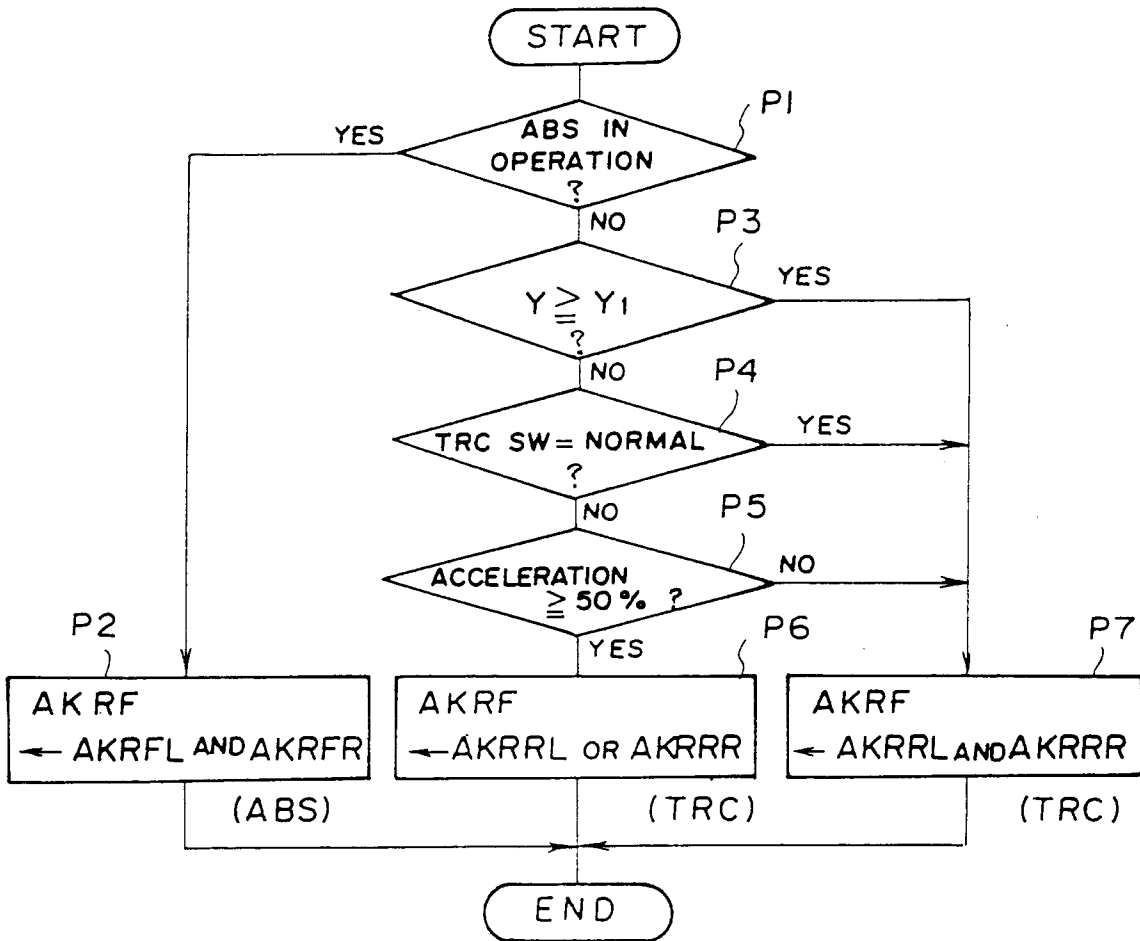 START
P1
YES
ABS IN
OPERATION
?
NO
P3
YES
Y ≧ Y1
?
NO
P4
YES
TRC SW = NORMAL
?
NO
P5
NO
ACCELERATION
≧ 50% ?
YES
P2
P6
P7
AKRF
← AKRFL AND AKRFR
(ABS)
AKRF
← AKRRL OR AKRRR
(TRC)
AKRF
← AKRRL AND AKRRR
(TRC)
END